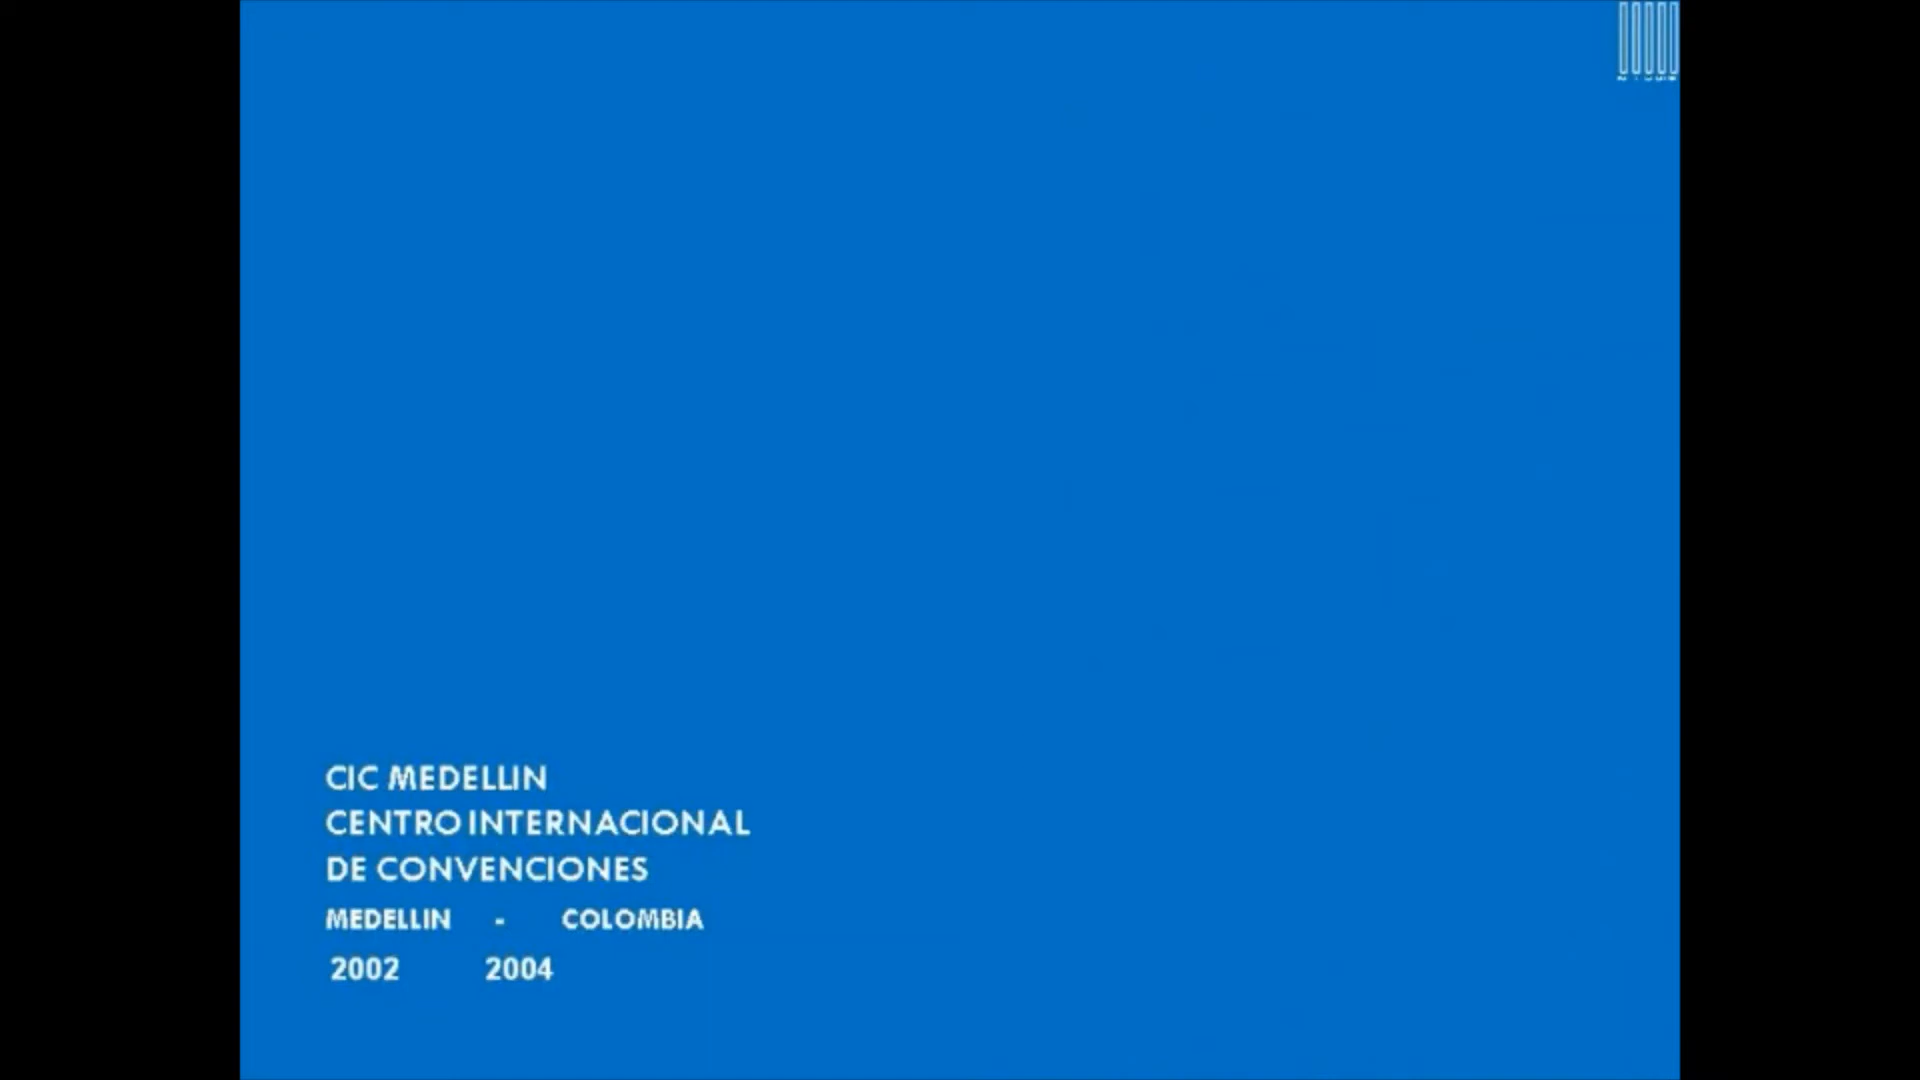 CIC MEDELLIN
CENTRO INTERNACIONAL
DE CONVENCIONES
MEDELLIN - COLOMBIA
2002 2004